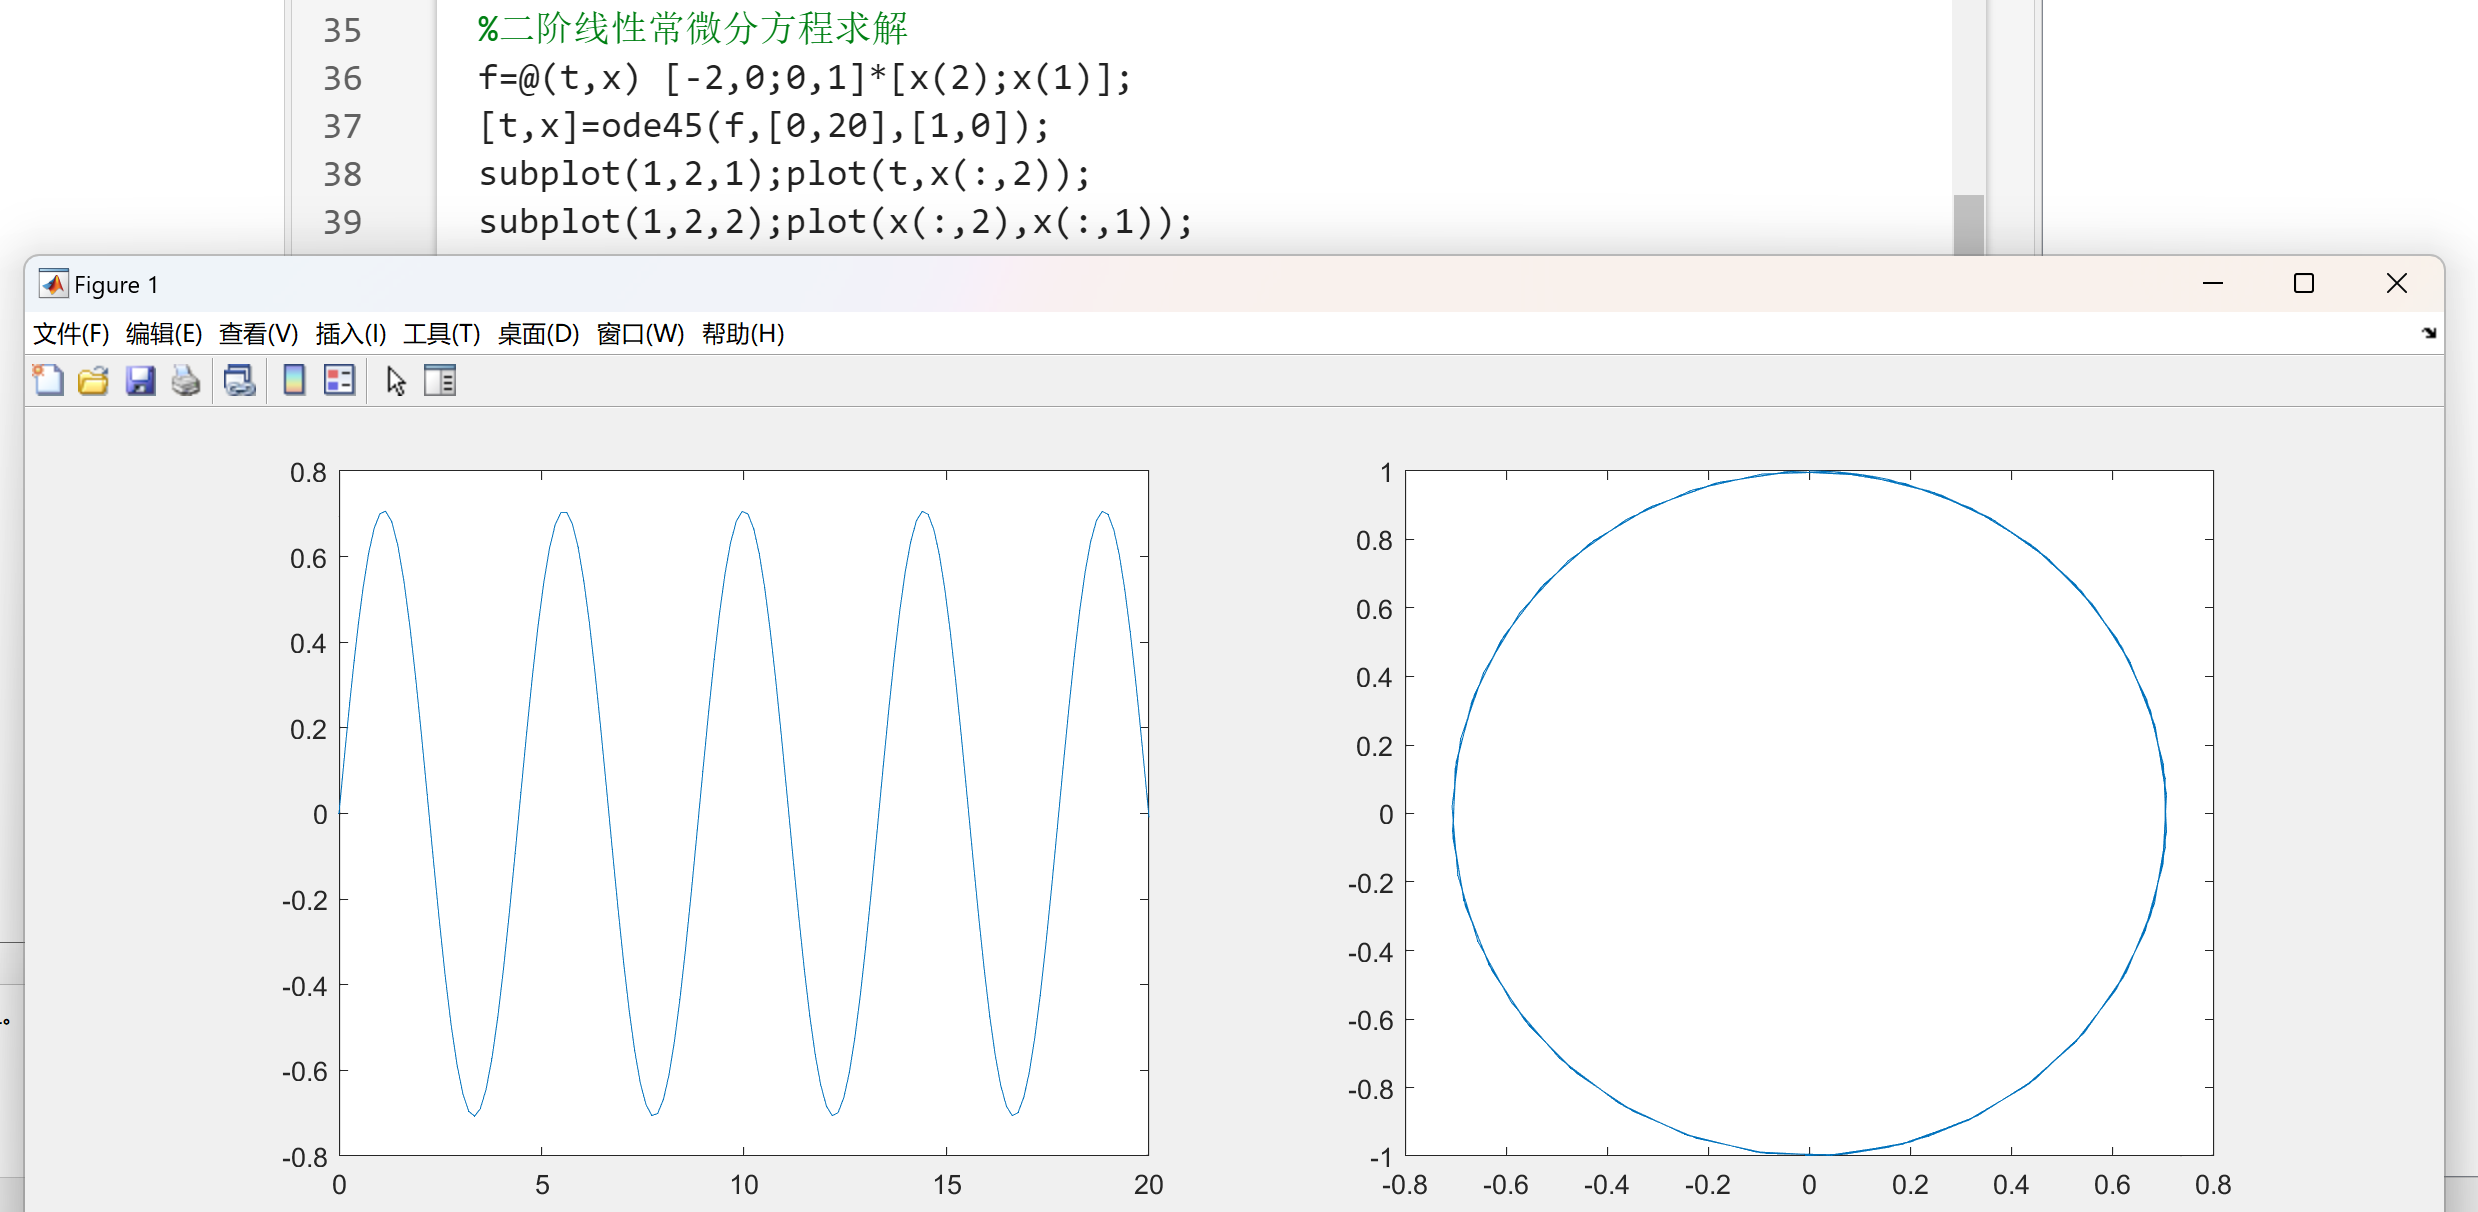 35 %二阶线性常微分方程求解
36 f=@(t,x) [-2,0;0,1]*[x(2);x(1)];
37 [t,x]=ode45(f,[0,20],[1,0]);
38 subplot(1,2,1);plot(t,x(:,2));
39 subplot(1,2,2);plot(x(:,2),x(:,1));
Figure 1
文件(F) 编辑(E) 查看(V) 插入(I) 工具(T) 桌面(D) 窗口(W) 帮助(H)
0.8
0.6
0.4
0.2
0
-0.2
-0.4
-0.6
-0.8
0 5 10 15 20
1
0.8
0.6
0.4
0.2
0
-0.2
-0.4
-0.6
-0.8
-1
-0.8 -0.6 -0.4 -0.2 0 0.2 0.4 0.6 0.8